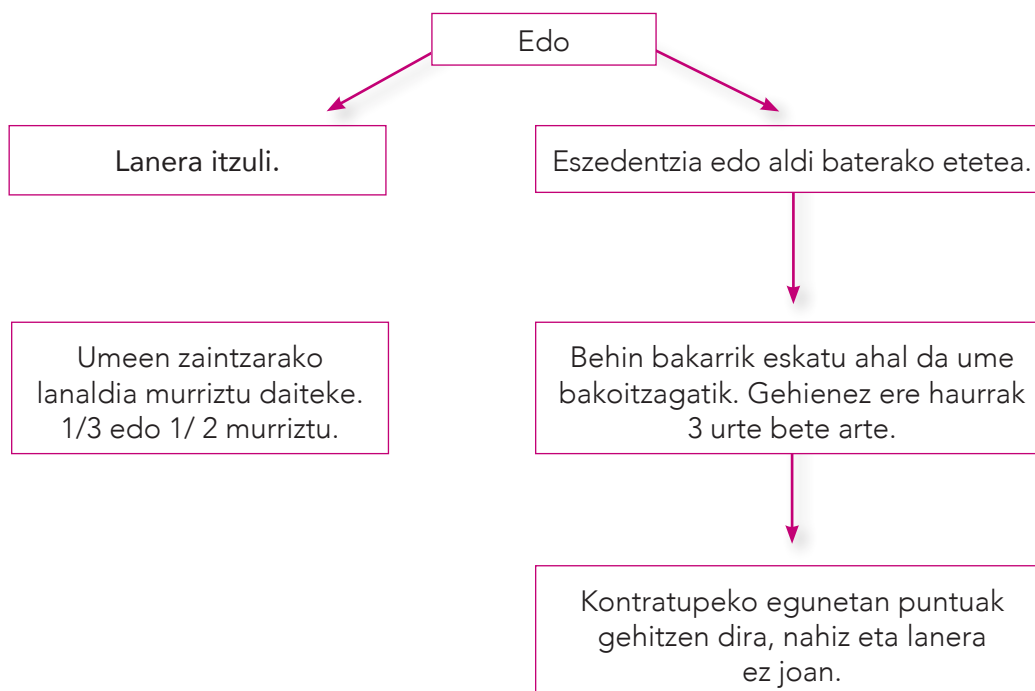 Edo
Lanera itzuli.
Eszedentzia edo aldi baterako etetea.
Umeen zaintzarako
lanaldia murriztu daiteke.
1/3 edo 1/ 2 murriztu.
Behin bakarrik eskatu ahal da ume
bakoitzagatik. Gehienez ere haurrak
3 urte bete arte.
Kontratupeko egunetan puntuak
gehitzen dira, nahiz eta lanera
ez joan.